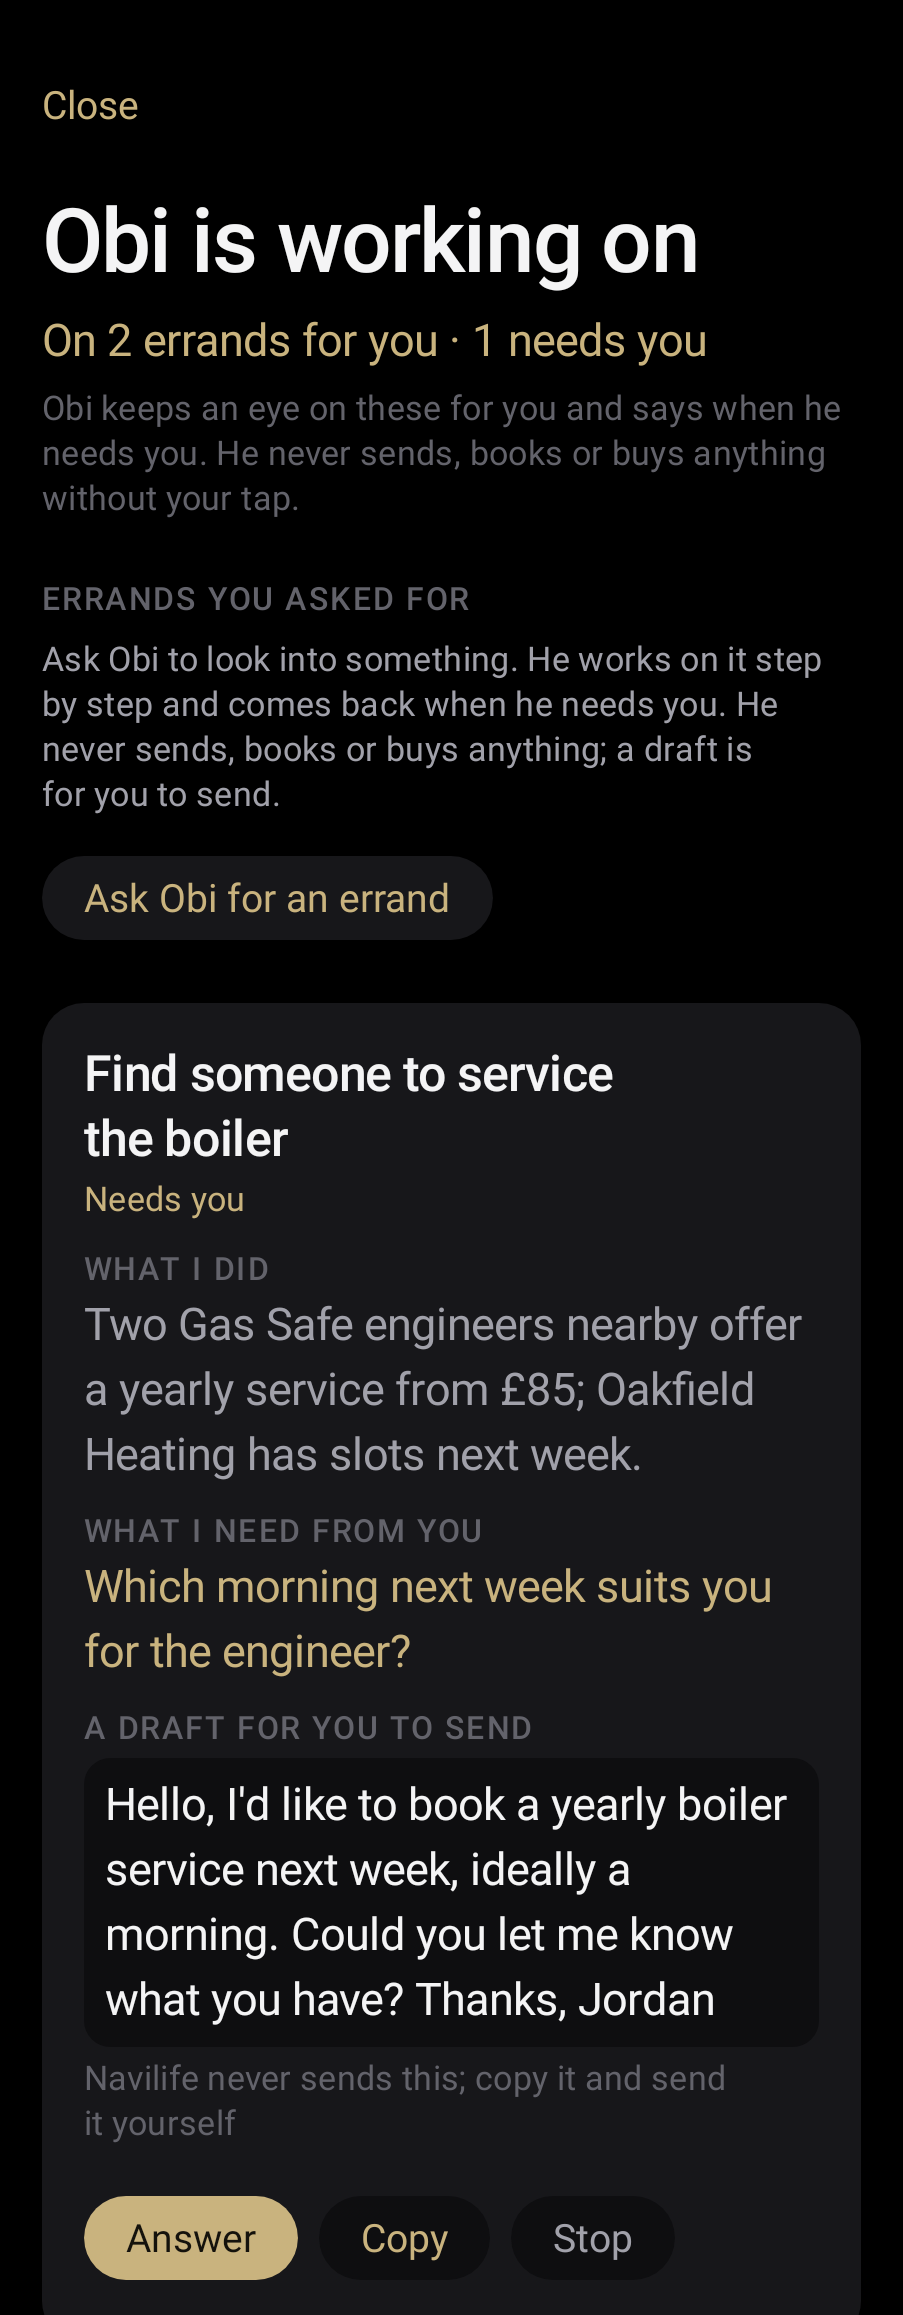 Close
Obi is working on
On 2 errands for you · 1 needs you
Obi keeps an eye on these for you and says when he
needs you. He never sends, books or buys anything
without your tap.
ERRANDS YOU ASKED FOR
Ask Obi to look into something. He works on it step
by step and comes back when he needs you. He
never sends, books or buys anything; a draft is
for you to send.
Ask Obi for an errand
Find someone to service
the boiler
Needs you
WHAT I DID
Two Gas Safe engineers nearby offer
a yearly service from £85; Oakfield
Heating has slots next week.
WHAT I NEED FROM YOU
Which morning next week suits you
for the engineer?
A DRAFT FOR YOU TO SEND
Hello, I'd like to book a yearly boiler
service next week, ideally a
morning. Could you let me know
what you have? Thanks, Jordan
Navilife never sends this; copy it and send
it yourself
Answer Copy Stop